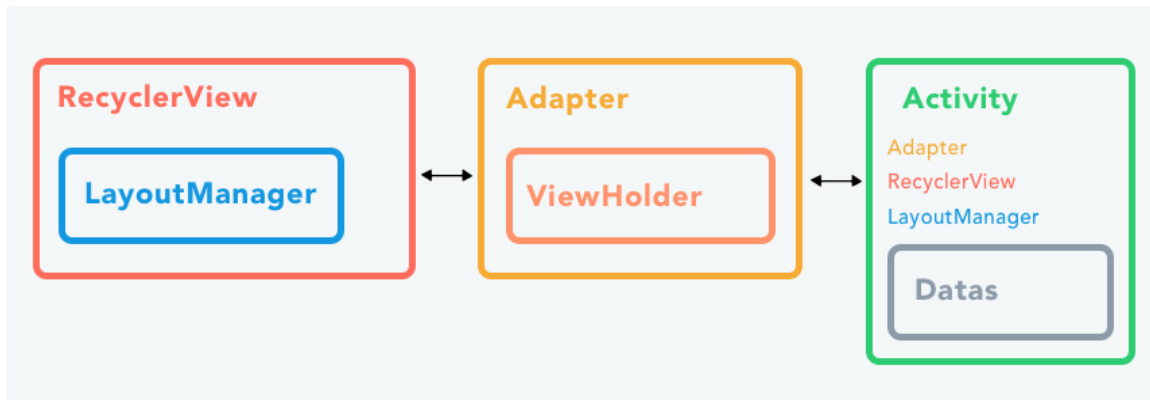 RecyclerView
LayoutManager
Adapter
ViewHolder
Activity
Adapter
RecyclerView
LayoutManager
Datas